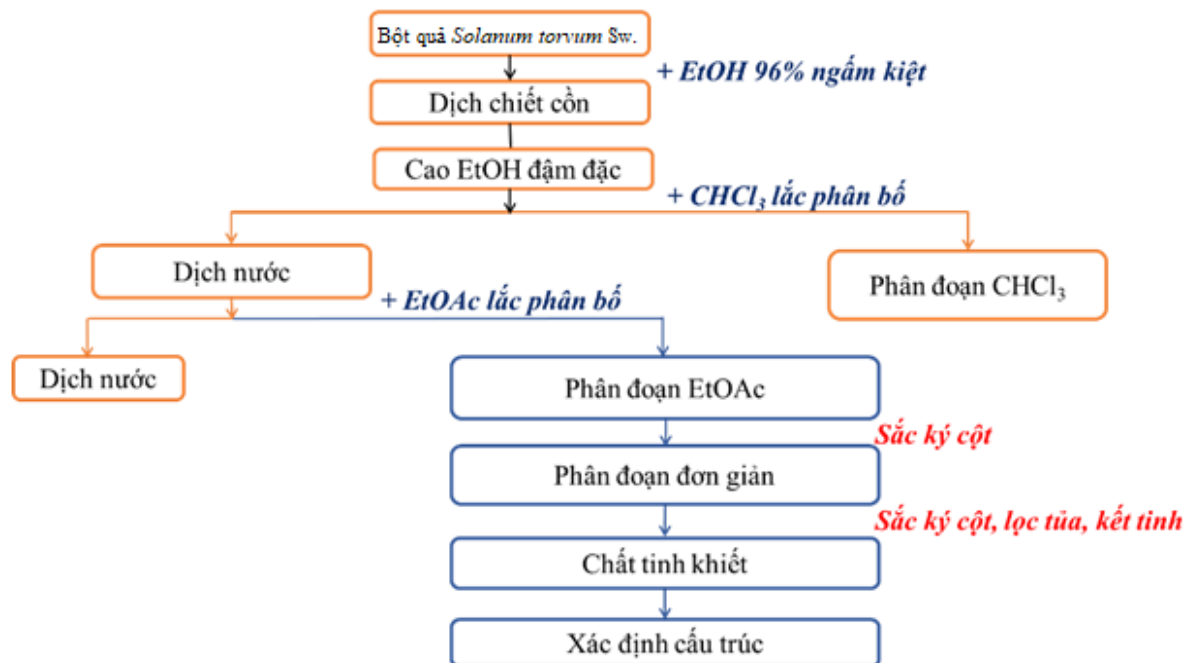 Bột quả Solanum torvum Sw.
+ EtOH 96% ngấm kiệt
Dịch chiết cồn
Cao EtOH đậm đặc
+ CHCl₃ lắc phân bố
Dịch nước
Phân đoạn CHCl₃
+ EtOAc lắc phân bố
Dịch nước
Phân đoạn EtOAc
Sắc ký cột
Phân đoạn đơn giản
Sắc ký cột, lọc tủa, kết tinh
Chất tinh khiết
Xác định cấu trúc